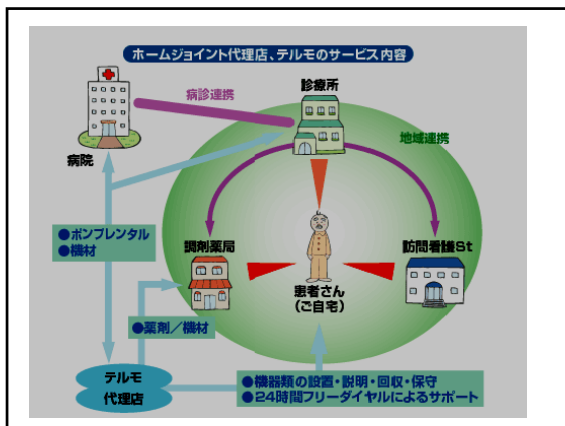 ホームジョイント代理店、テルモのサービス内容
病院
病診連携
診療所
地域連携
●ポンプレンタル
●機材
調剤薬局
訪問看護St
患者さん
(ご自宅)
●薬剤/機材
テルモ
代理店
●機器類の設置・説明・回収・保守
●24時間フリーダイヤルによるサポート